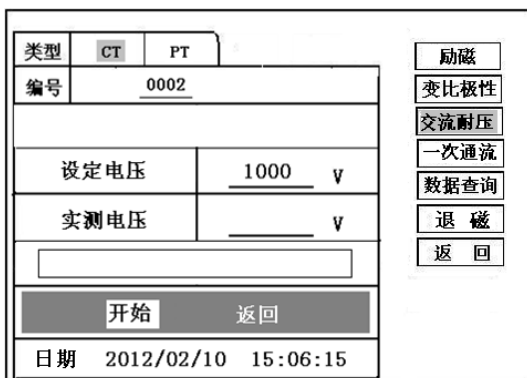 类型 CT PT
编号 0002
设定电压 1000 V
实测电压 V
开始 返回
日期 2012/02/10 15:06:15
励磁
变比极性
交流耐压
一次通流
数据查询
退 磁
返 回